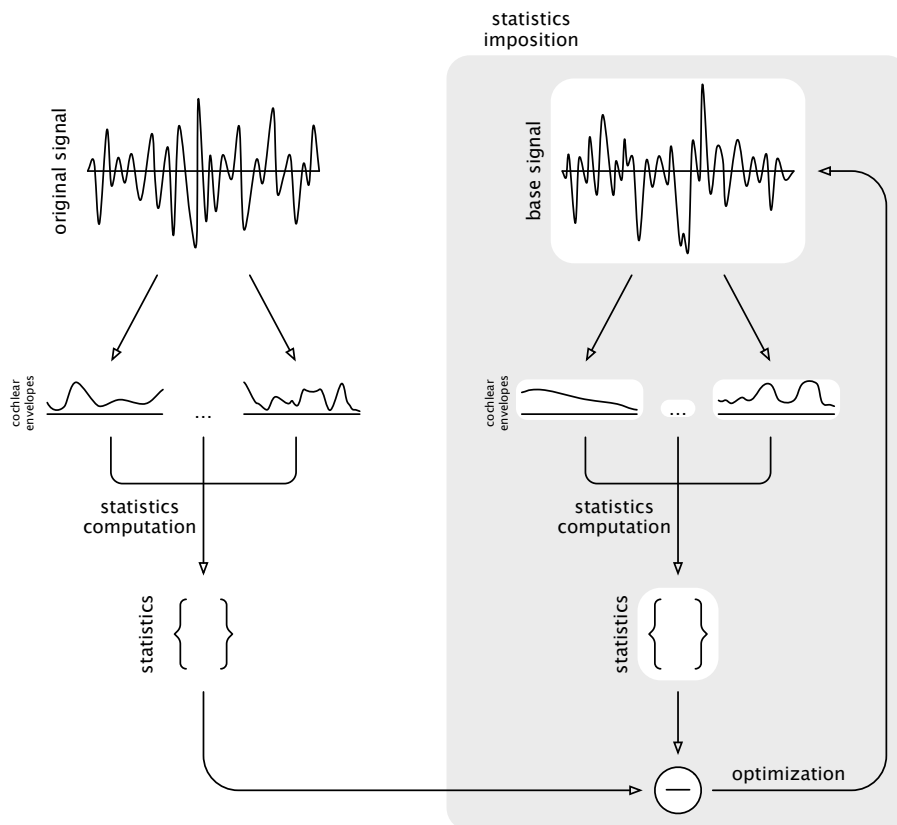 statistics
imposition
original signal
base signal
cochlear
envelopes
...
cochlear
envelopes
...
statistics
computation
statistics
computation
statistics
{ }
statistics
{ }
optimization